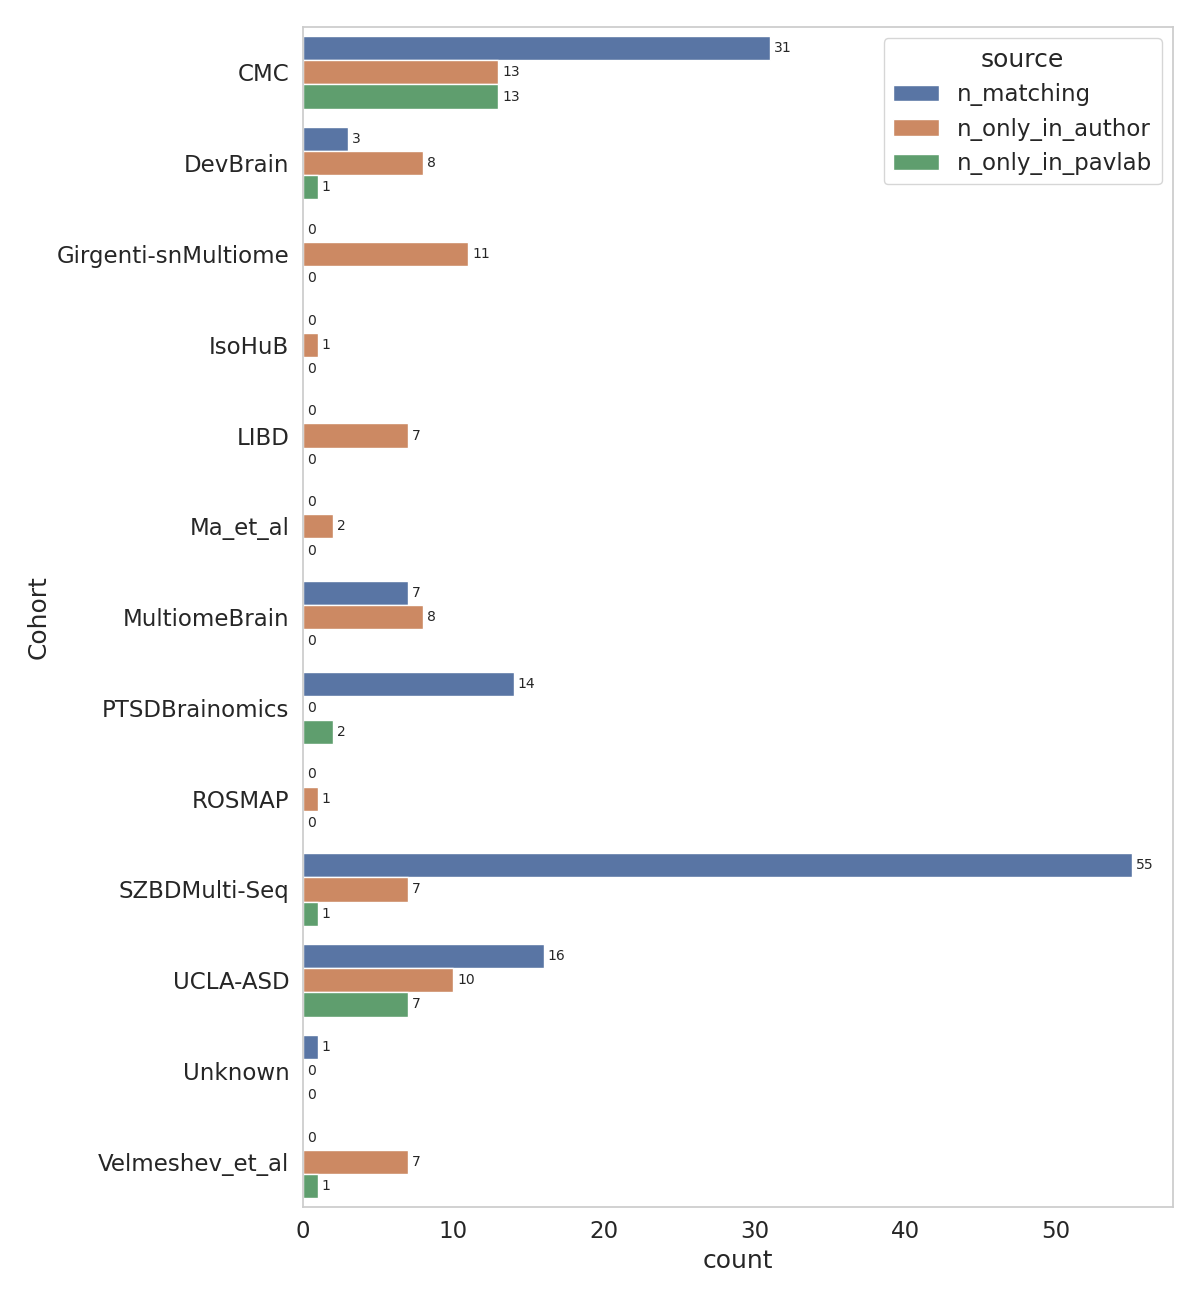 source
n_matching
n_only_in_author
n_only_in_pavlab
Cohort
CMC
31
13
13
DevBrain
3
8
1
Girgenti-snMultiome
0
11
0
IsoHuB
0
1
0
LIBD
0
7
0
Ma_et_al
0
2
0
MultiomeBrain
7
8
0
PTSDBrainomics
14
0
2
ROSMAP
0
1
0
SZBDMulti-Seq
55
7
1
UCLA-ASD
16
10
7
Unknown
1
0
0
Velmeshev_et_al
0
7
1
0 10 20 30 40 50
count